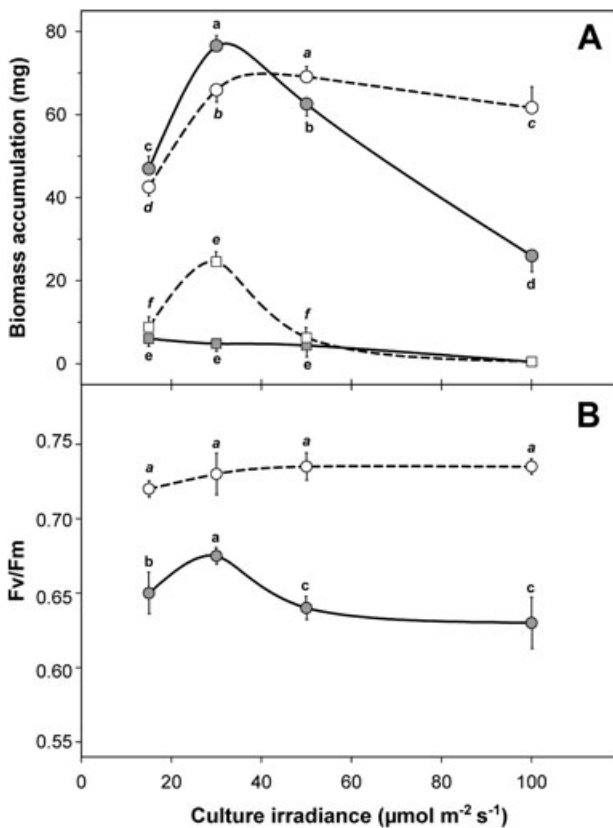 A
Biomass accumulation (mg)
80
60
40
20
0
a
a
c
b
b
c
d
e
d
f
f
e
e
e
B
Fv/Fm
0.75
0.70
0.65
0.60
0.55
a
a
a
a
b
a
c
c
0
20
40
60
80
100
Culture irradiance (µmol m⁻² s⁻¹)